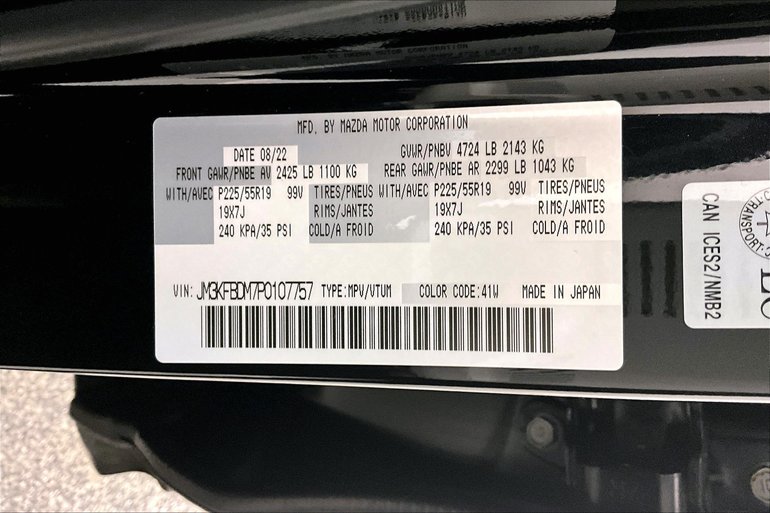 MFD. BY MAZDA MOTOR CORPORATION
DATE 08/22 GVWR/PNBV 4724 LB 2143 KG
FRONT GAWR/PNBE AV 2425 LB 1100 KG REAR GAWR/PNBE AR 2299 LB 1043 KG
WITH/AVEC P225/55R19 99V TIRES/PNEUS WITH/AVEC P225/55R19 99V TIRES/PNEUS
19X7J RIMS/JANTES 19X7J RIMS/JANTES
240 KPA/35 PSI COLD/A FROID 240 KPA/35 PSI COLD/A FROID
VIN: JM3KFBDM7P0107757 TYPE:MPV/VTUM COLOR CODE:41W MADE IN JAPAN
CAN ICES2/NMB2